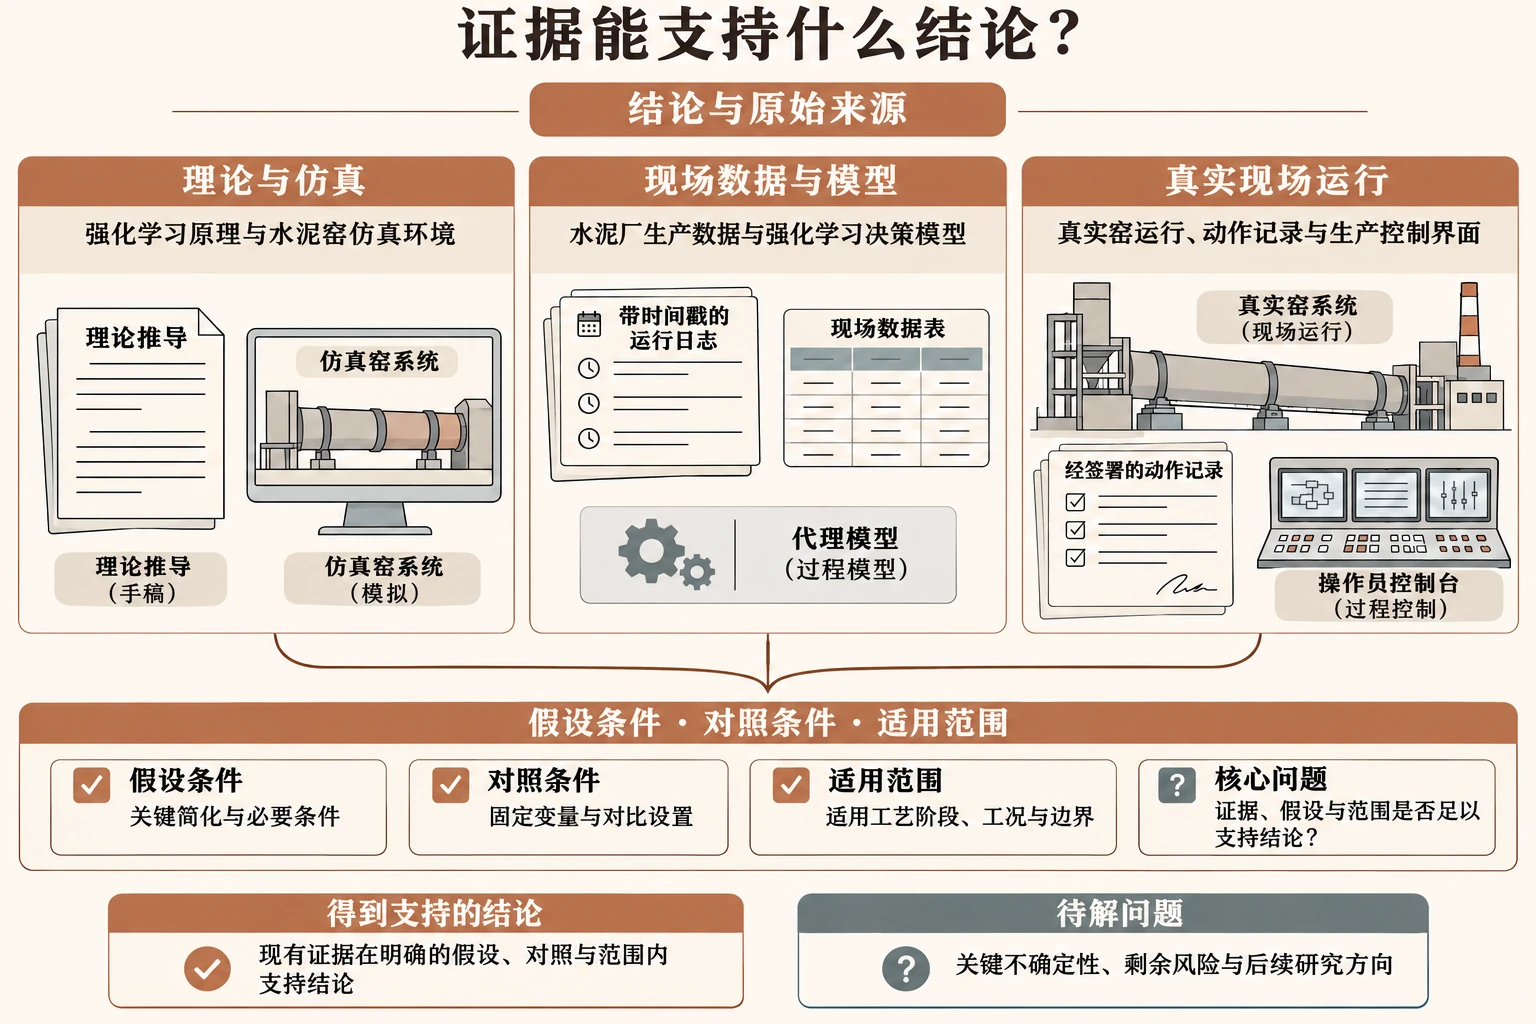 证据能支持什么结论？
结论与原始来源
理论与仿真
强化学习原理与水泥窑仿真环境
理论推导
仿真窑系统
理论推导
（手稿）
仿真窑系统
（模拟）
现场数据与模型
水泥厂生产数据与强化学习决策模型
带时间戳的
运行日志
现场数据表
代理模型
（过程模型）
真实现场运行
真实窑运行、动作记录与生产控制界面
真实窑系统
（现场运行）
经签署的动作记录
操作员控制台
（过程控制）
假设条件 · 对照条件 · 适用范围
假设条件
关键简化与必要条件
对照条件
固定变量与对比设置
适用范围
适用工艺阶段、工况与边界
核心问题
证据、假设与范围是否足以
支持结论？
得到支持的结论
现有证据在明确的假设、对照与范围内
支持结论
待解问题
关键不确定性、剩余风险与后续研究方向